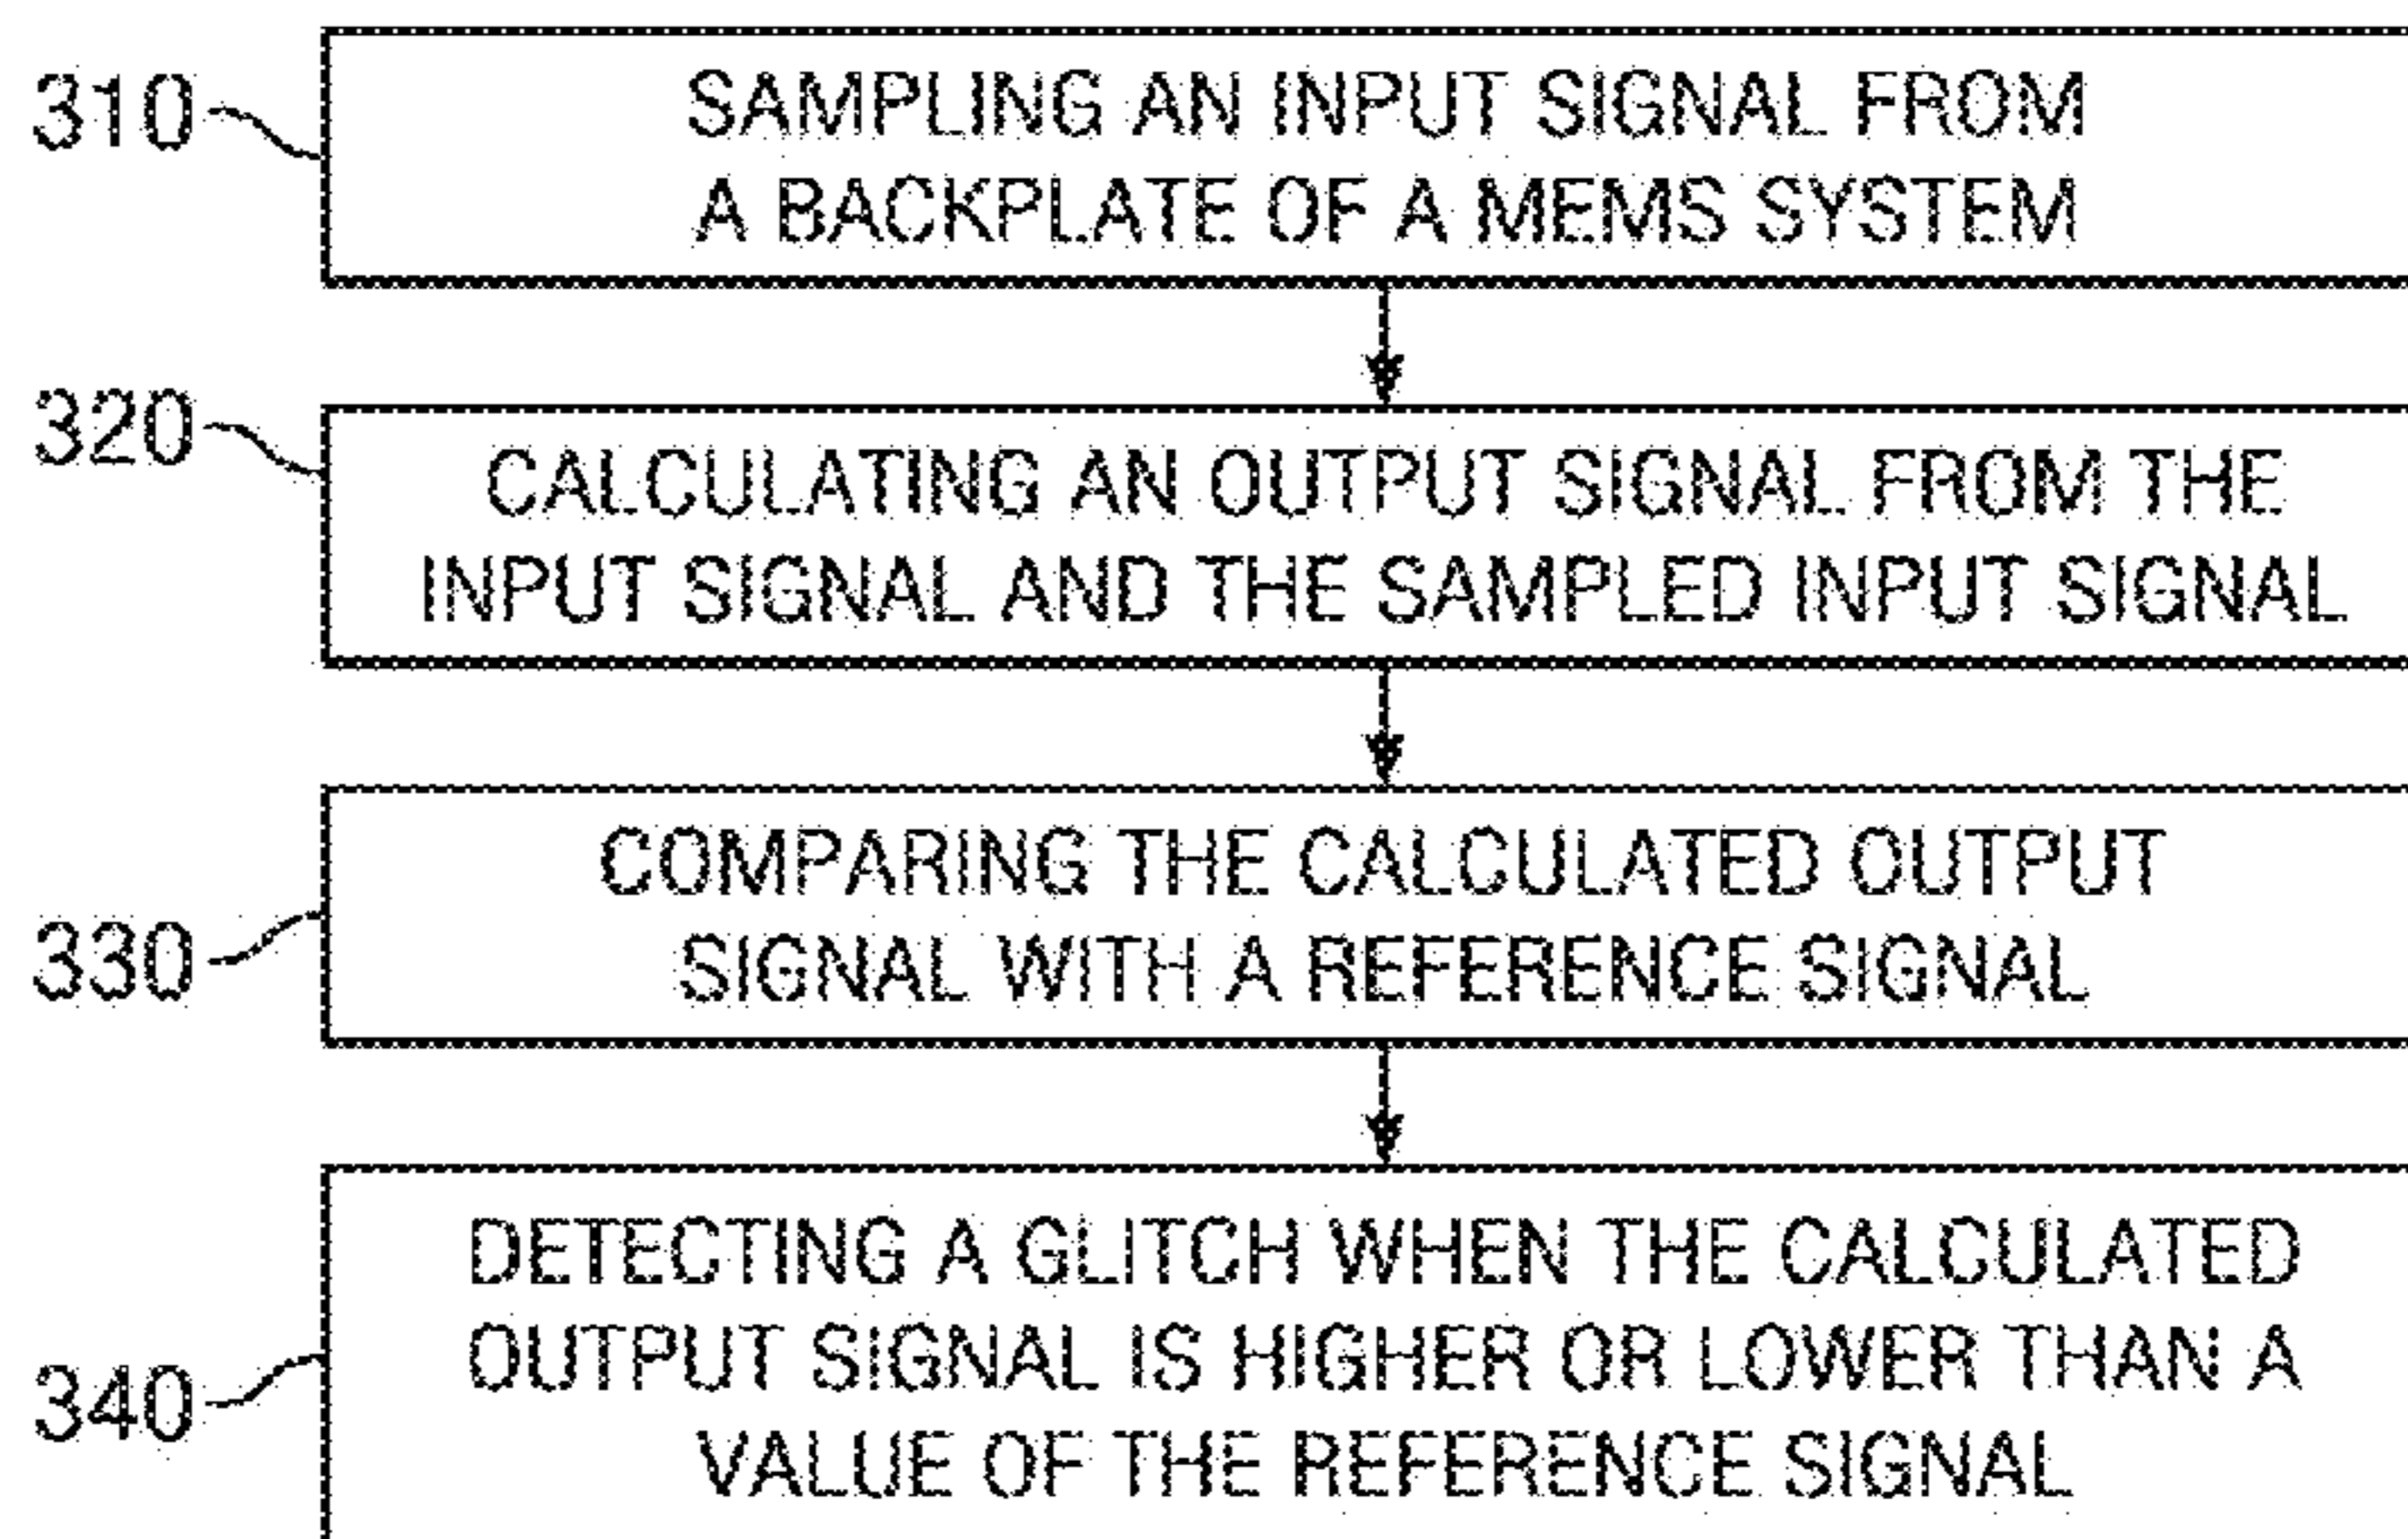 310
SAMPLING AN INPUT SIGNAL FROM
A BACKPLATE OF A MEMS SYSTEM
320
CALCULATING AN OUTPUT SIGNAL FROM THE
INPUT SIGNAL AND THE SAMPLED INPUT SIGNAL
330
COMPARING THE CALCULATED OUTPUT
SIGNAL WITH A REFERENCE SIGNAL
340
DETECTING A GLITCH WHEN THE CALCULATED
OUTPUT SIGNAL IS HIGHER OR LOWER THAN A
VALUE OF THE REFERENCE SIGNAL